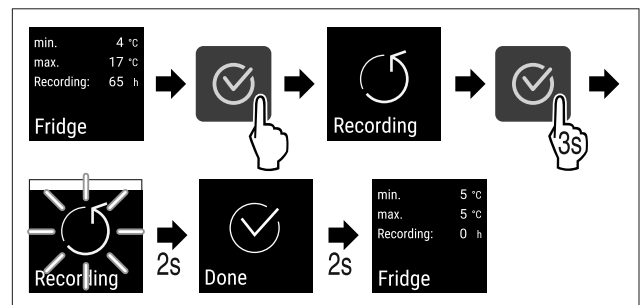 min. 4 °C
max. 17 °C
Recording: 65 h
Fridge
Recording
3s
Recording
2s
Done
2s
min. 5 °C
max. 5 °C
Recording: 0 h
Fridge